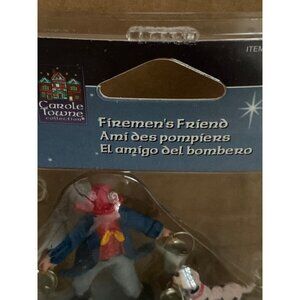 ITEM
Carole
Towne
collection
Firemen's Friend
Ami des pompiers
El amigo del bombero